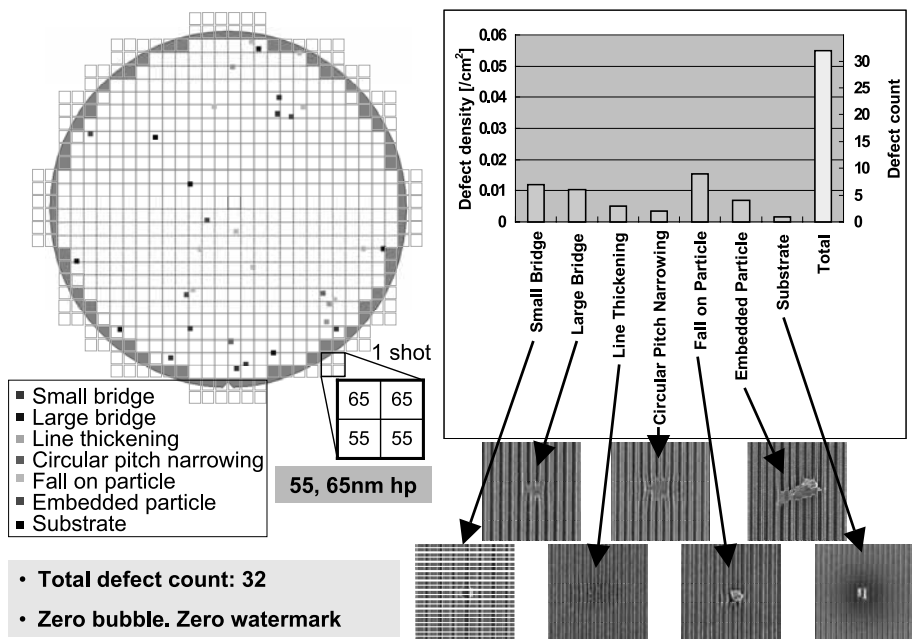 1 shot
65 65
55 55
55, 65nm hp
Small bridge
Large bridge
Line thickening
Circular pitch narrowing
Fall on particle
Embedded particle
Substrate
• Total defect count: 32
• Zero bubble. Zero watermark
Defect density [/cm²]
0.06
0.05
0.04
0.03
0.02
0.01
0
30
25
20
15
10
5
0
Defect count
Small Bridge
Large Bridge
Line Thickening
Circular Pitch Narrowing
Fall on Particle
Embedded Particle
Substrate
Total